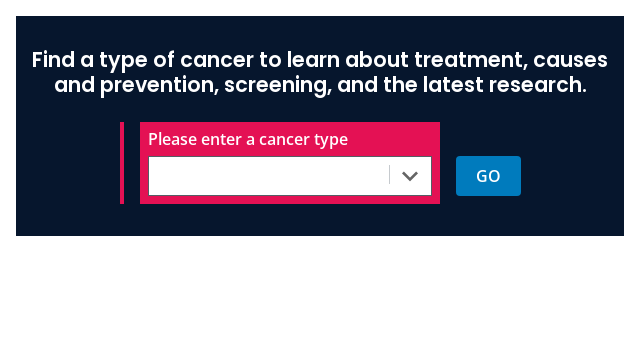 Find a type of cancer to learn about treatment, causes
and prevention, screening, and the latest research.
Please enter a cancer type
GO